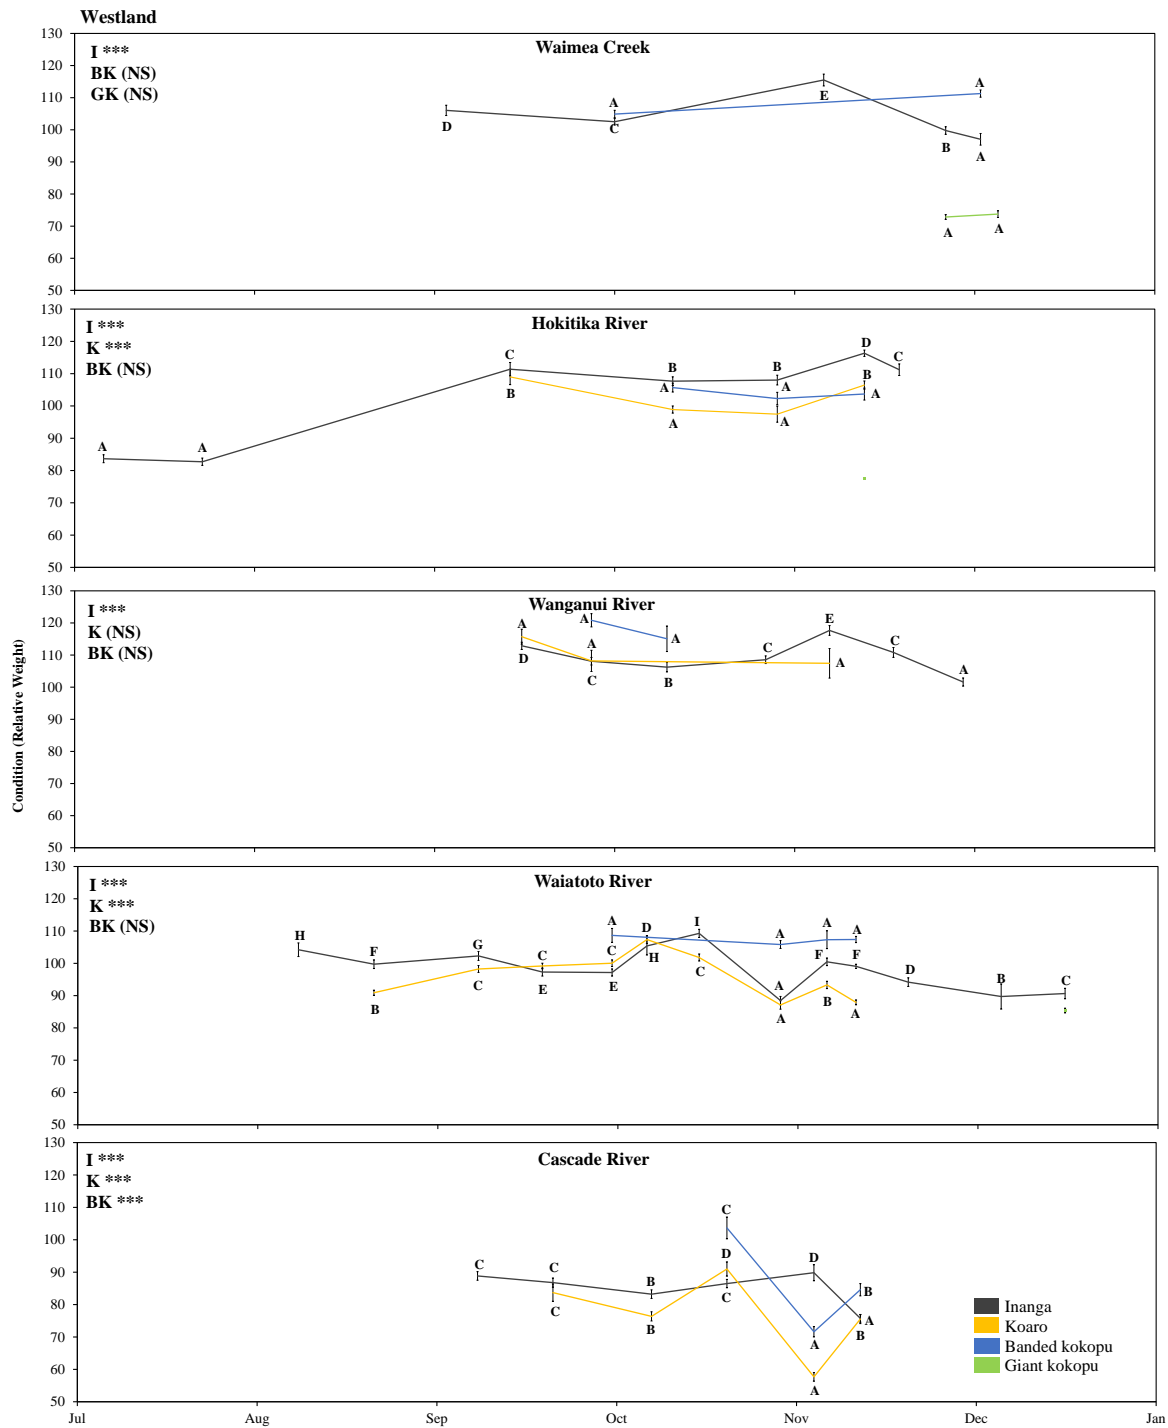 Westland
Condition (Relative Weight)
Waimea Creek
I ***
BK (NS)
GK (NS)
130
120
110
100
90
80
70
60
50
D
A
C
E
A
B
A
A
A
Hokitika River
I ***
K ***
BK (NS)
130
120
110
100
90
80
70
60
50
A
A
C
B
B
A
A
B
A
A
D
B
A
C
Wanganui River
I ***
K (NS)
BK (NS)
130
120
110
100
90
80
70
60
50
A
D
A
A
C
A
B
C
E
A
C
A
Waiatoto River
I ***
K ***
BK (NS)
130
120
110
100
90
80
70
60
50
H
F
B
G
C
C
E
A
C
E
D
H
I
C
A
A
A
A
F
B
A
F
A
D
B
C
Cascade River
I ***
K ***
BK ***
130
120
110
100
90
80
70
60
50
C
C
C
B
B
C
D
C
D
A
A
B
A
B
Inanga
Koaro
Banded kokopu
Giant kokopu
Jul Aug Sep Oct Nov Dec Jan